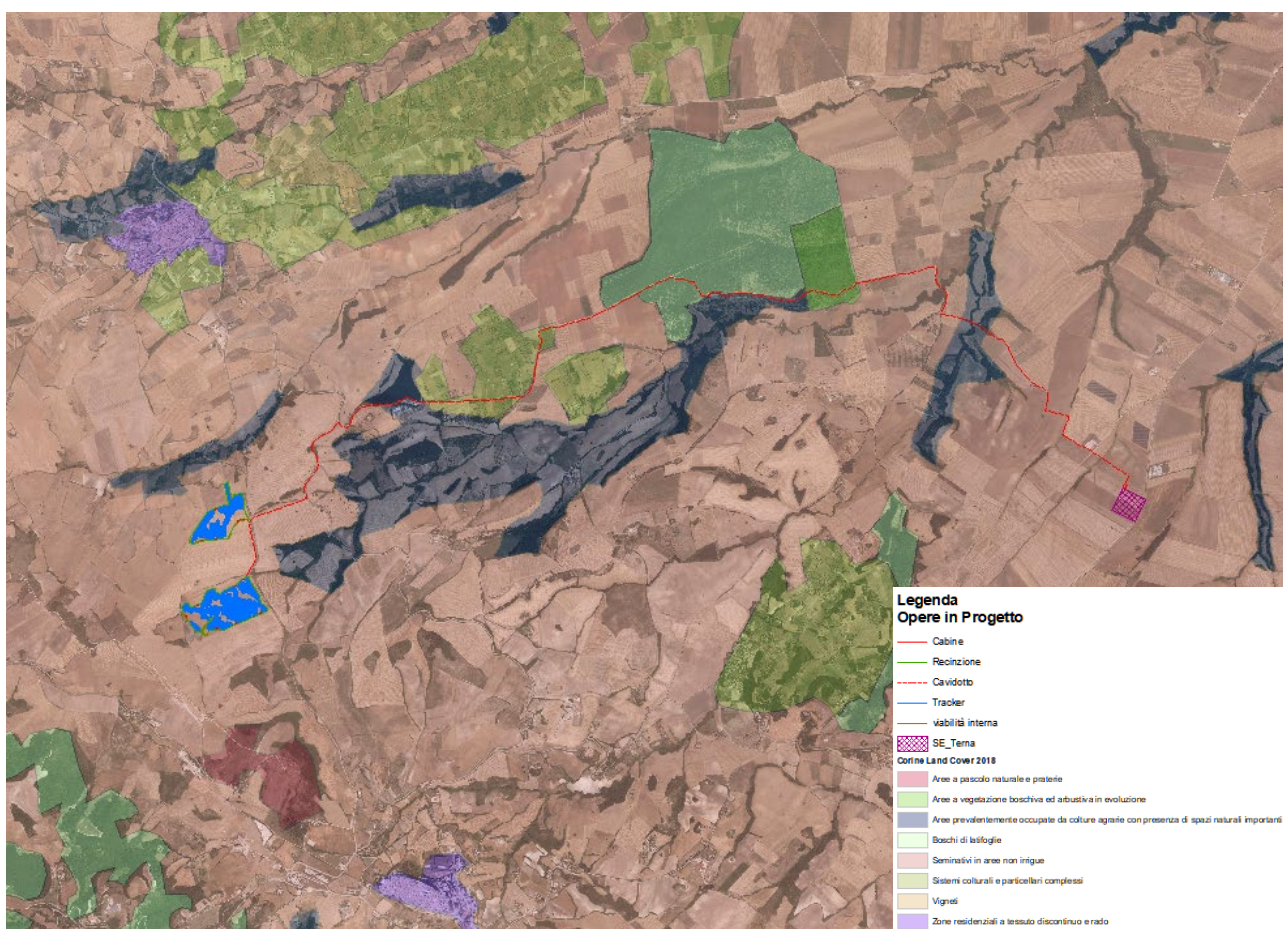 Legenda
Opere in Progetto
Cabine
Recinzione
Cavidotto
Tracker
viabilità interna
SE_Terna
Corine Land Cover 2018
Aree a pascolo naturale e praterie
Aree a vegetazione boschiva ed arbustiva in evoluzione
Aree prevalentemente occupate da colture agrarie con presenza di spazi naturali importanti
Boschi di latifoglie
Seminativi in aree non irrigue
Sistemi colturali e particellari complessi
Vigneti
Zone residenziali a tessuto discontinuo e rado